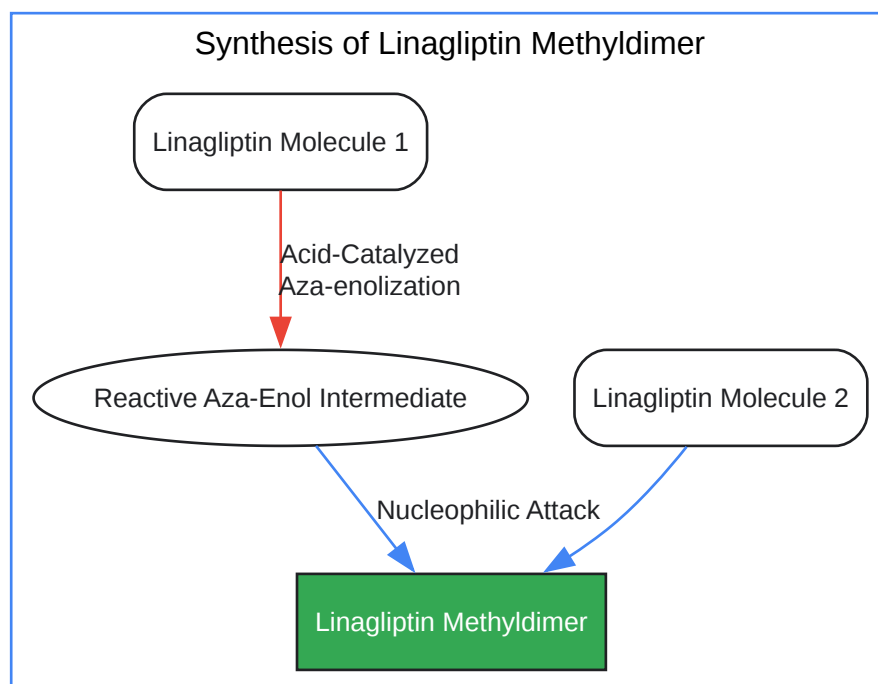 Synthesis of Linagliptin Methyldimer
Linagliptin Molecule 1
Acid-Catalyzed
Aza-enolization
Reactive Aza-Enol Intermediate
Linagliptin Molecule 2
Nucleophilic Attack
Linagliptin Methyldimer